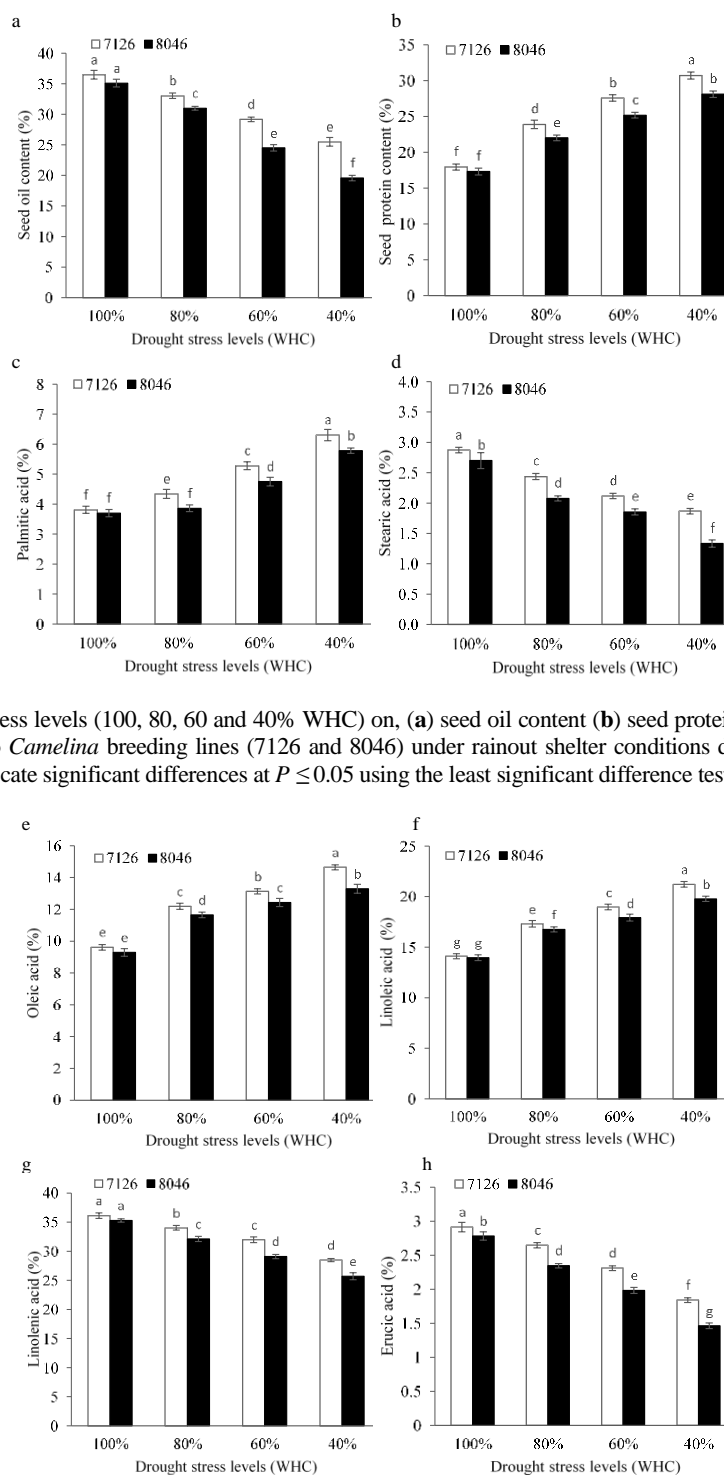 a
7126 8046
Seed oil content (%)
40
35
30
25
20
15
10
5
0
a a b c d e e f
100% 80% 60% 40%
Drought stress levels (WHC)
b
7126 8046
Seed protein content (%)
35
30
25
20
15
10
5
0
f f d e b c a b
100% 80% 60% 40%
Drought stress levels (WHC)
c
7126 8046
Palmitic acid (%)
8
7
6
5
4
3
2
1
0
f f e f c d a b
100% 80% 60% 40%
Drought stress levels (WHC)
d
7126 8046
Stearic acid (%)
4.0
3.5
3.0
2.5
2.0
1.5
1.0
0.5
0.0
a b c d d e e f
100% 80% 60% 40%
Drought stress levels (WHC)
ess levels (100, 80, 60 and 40% WHC) on, (a) seed oil content (b) seed protei
Camelina breeding lines (7126 and 8046) under rainout shelter conditions
cate significant differences at P ≤ 0.05 using the least significant difference tes
e
7126 8046
Oleic acid (%)
16
14
12
10
8
6
4
2
0
e e c d b c a b
100% 80% 60% 40%
Drought stress levels (WHC)
f
7126 8046
Linoleic acid (%)
25
20
15
10
5
0
g g e f c d a b
100% 80% 60% 40%
Drought stress levels (WHC)
g
7126 8046
Linolenic acid (%)
40
35
30
25
20
15
10
5
0
a a b c c d d e
100% 80% 60% 40%
Drought stress levels (WHC)
h
7126 8046
Erucic acid (%)
3.5
3
2.5
2
1.5
1
0.5
0
a b c d d e f g
100% 80% 60% 40%
Drought stress levels (WHC)